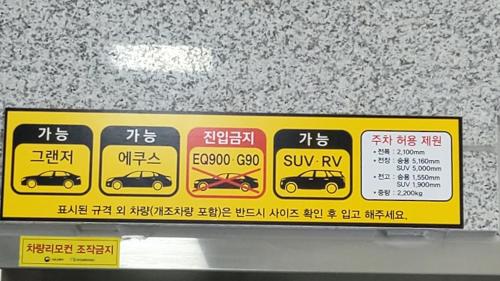 가능
그랜저
가능
에쿠스
진입금지
EQ900·G90
가능
SUV·RV
주차 허용 제원
• 전폭 : 2,100mm
• 전장 : 승용 5,160mm
SUV 5,000mm
• 전고 : 승용 1,550mm
SUV 1,900mm
• 중량 : 2,200kg
표시된 규격 외 차량(개조차량 포함)은 반드시 사이즈 확인 후 입고 해주세요.
차량리모컨 조작금지